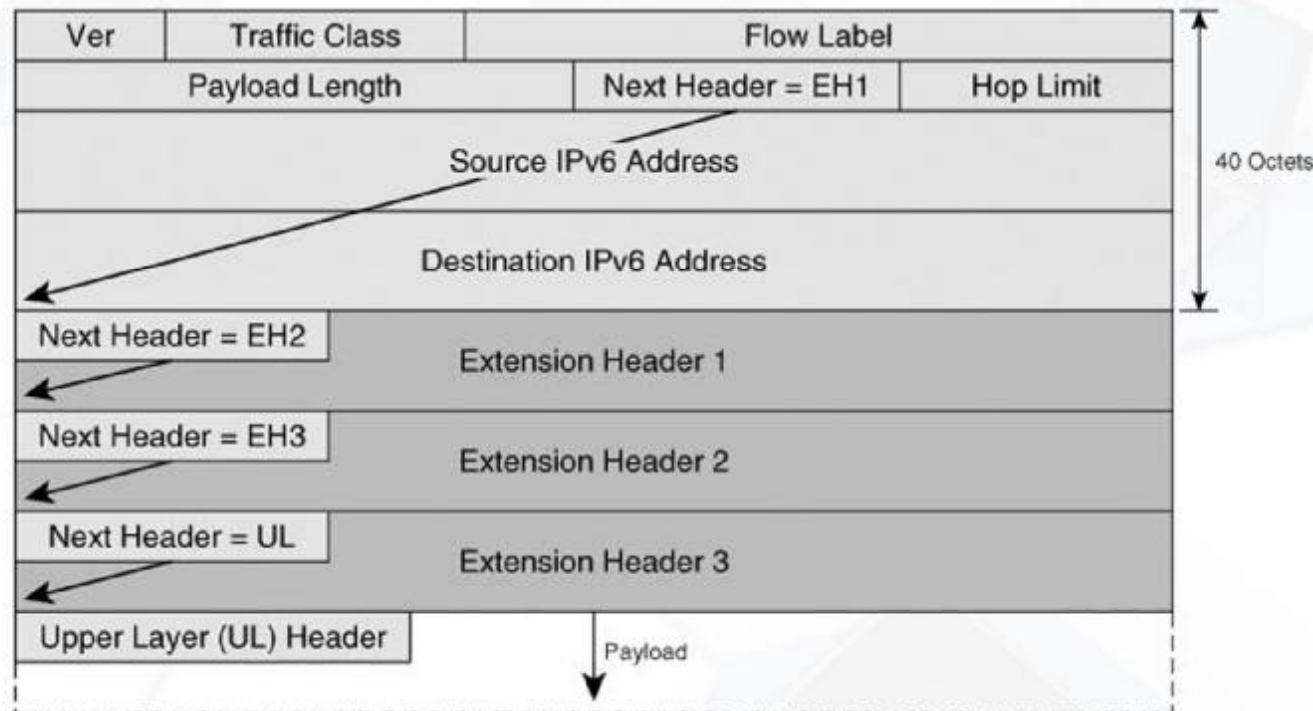 Ver Traffic Class Flow Label
Payload Length Next Header = EH1 Hop Limit
Source IPv6 Address
40 Octets
Destination IPv6 Address
Next Header = EH2
Extension Header 1
Next Header = EH3
Extension Header 2
Next Header = UL
Extension Header 3
Upper Layer (UL) Header
Payload